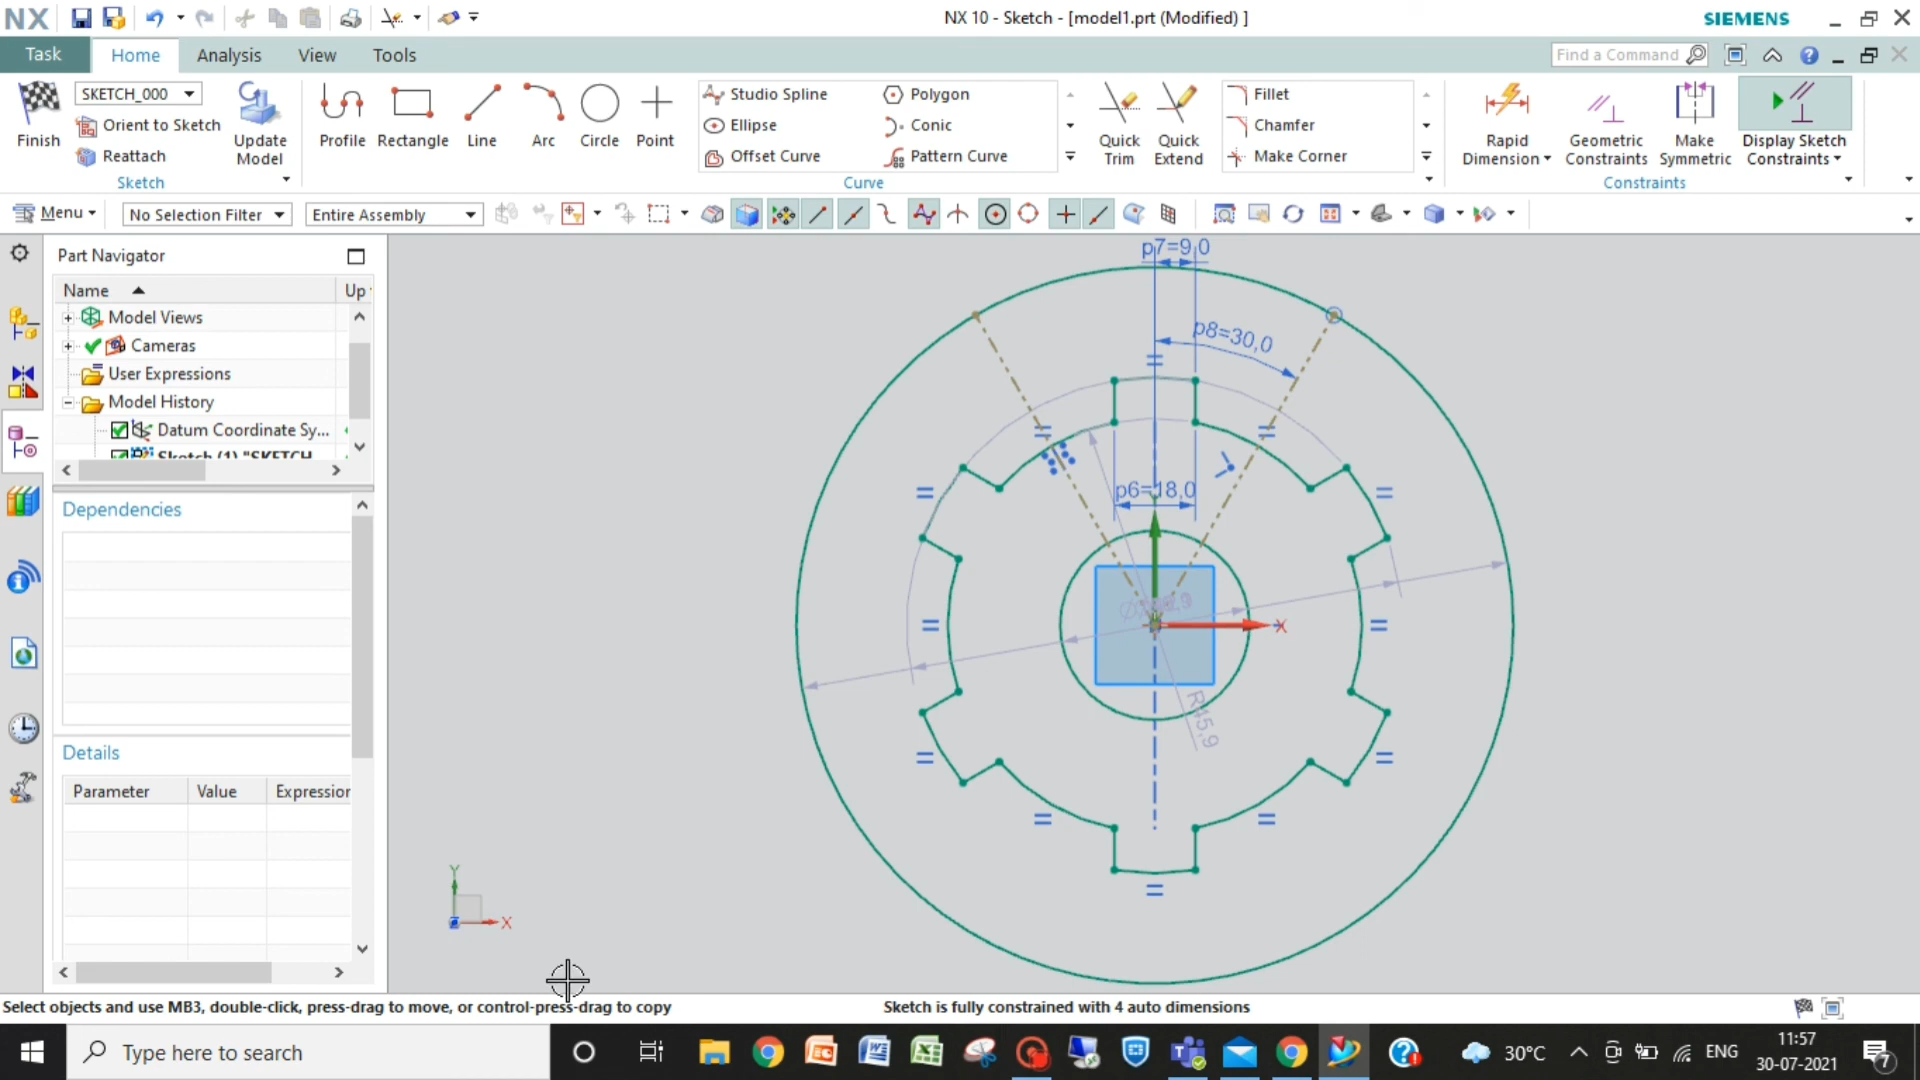 NX
NX 10 - Sketch - [model1.prt (Modified) ]
SIEMENS
Task
Home
Analysis
View
Tools
Find a Command
Finish
SKETCH_000
Orient to Sketch
Reattach
Update
Model
Sketch
Profile
Rectangle
Line
Arc
Circle
Point
Studio Spline
Ellipse
Offset Curve
Polygon
Conic
Pattern Curve
Curve
Quick
Trim
Quick
Extend
Fillet
Chamfer
Make Corner
Rapid
Dimension
Geometric
Constraints
Make
Symmetric
Display Sketch
Constraints
Constraints
Menu
No Selection Filter
Entire Assembly
Part Navigator
Name
Up
Model Views
Cameras
User Expressions
Model History
Datum Coordinate Sy...
Sketch (1) "SKETCH
Dependencies
Details
Parameter
Value
Expression
p7=9,0
p8=30,0
p6=18,0
R45,9
X
Y
X
Select objects and use MB3, double-click, press-drag to move, or control-press-drag to copy
Sketch is fully constrained with 4 auto dimensions
Type here to search
30°C
ENG
11:57
30-07-2021
7